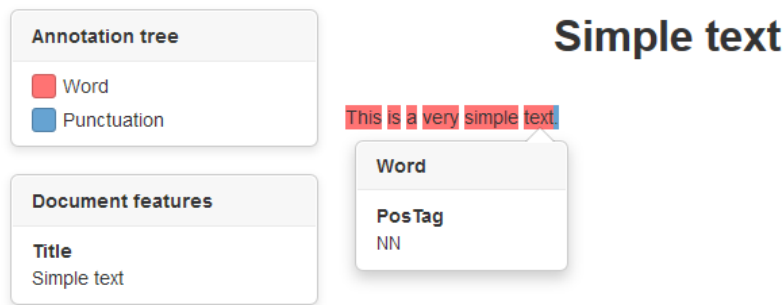 Annotation tree
Word
Punctuation
Document features
Title
Simple text
Simple text
This is a very simple text.
Word
PosTag
NN